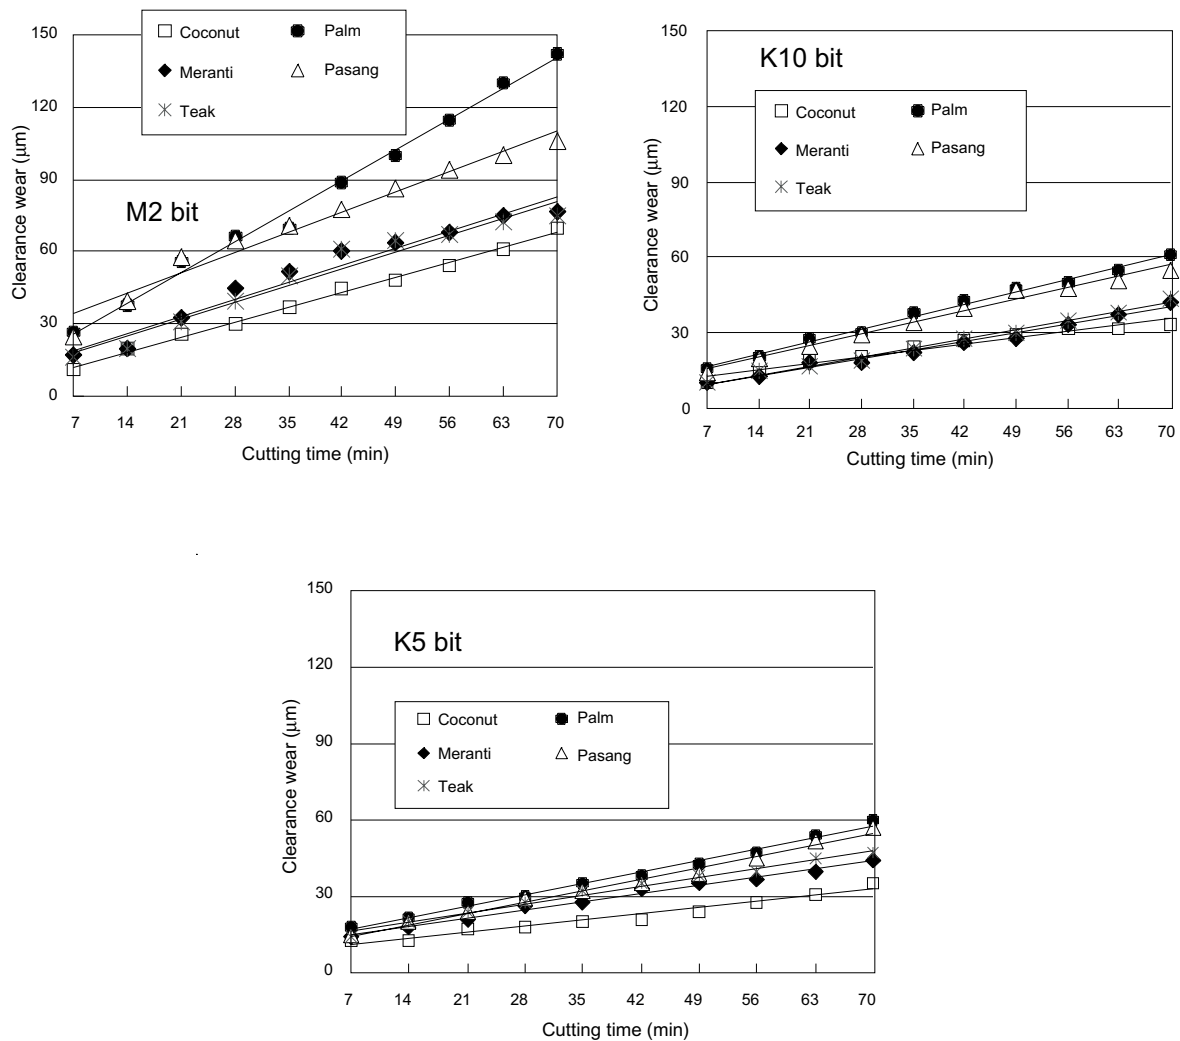 150
120
90
60
30
0
Clearance wear (μm)
Coconut Palm
Meranti Pasang
Teak
M2 bit
7 14 21 28 35 42 49 56 63 70
Cutting time (min)
150
120
90
60
30
0
Clearance wear (μm)
K10 bit
Coconut Palm
Meranti Pasang
Teak
7 14 21 28 35 42 49 56 63 70
Cutting time (min)
150
120
90
60
30
0
Clearance wear (μm)
K5 bit
Coconut Palm
Meranti Pasang
Teak
7 14 21 28 35 42 49 56 63 70
Cutting time (min)